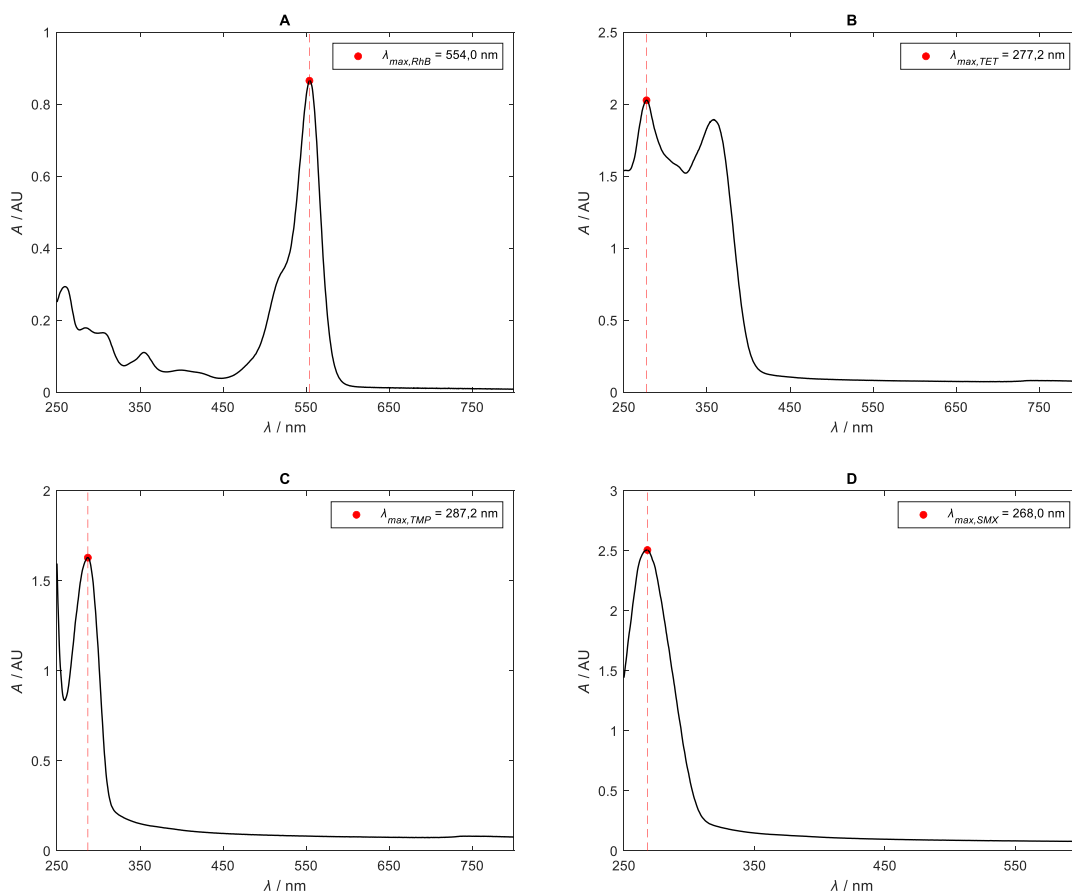 A
λmax,RhB = 554,0 nm
1
0.8
0.6
0.4
0.2
0
A / AU
250 350 450 550 650 750
λ / nm
B
λmax,TET = 277,2 nm
2.5
2
1.5
1
0.5
0
A / AU
250 350 450 550 650 750
λ / nm
C
λmax,TMP = 287,2 nm
2
1.5
1
0.5
0
A / AU
250 350 450 550 650 750
λ / nm
D
λmax,SMX = 268,0 nm
3
2.5
2
1.5
1
0.5
0
A / AU
250 350 450 550
λ / nm